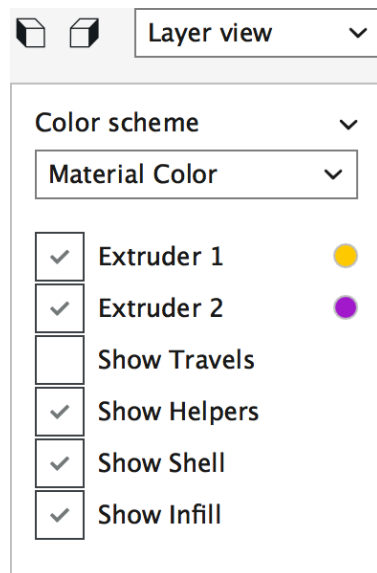 Layer view
Color scheme
Material Color
Extruder 1
Extruder 2
Show Travels
Show Helpers
Show Shell
Show Infill